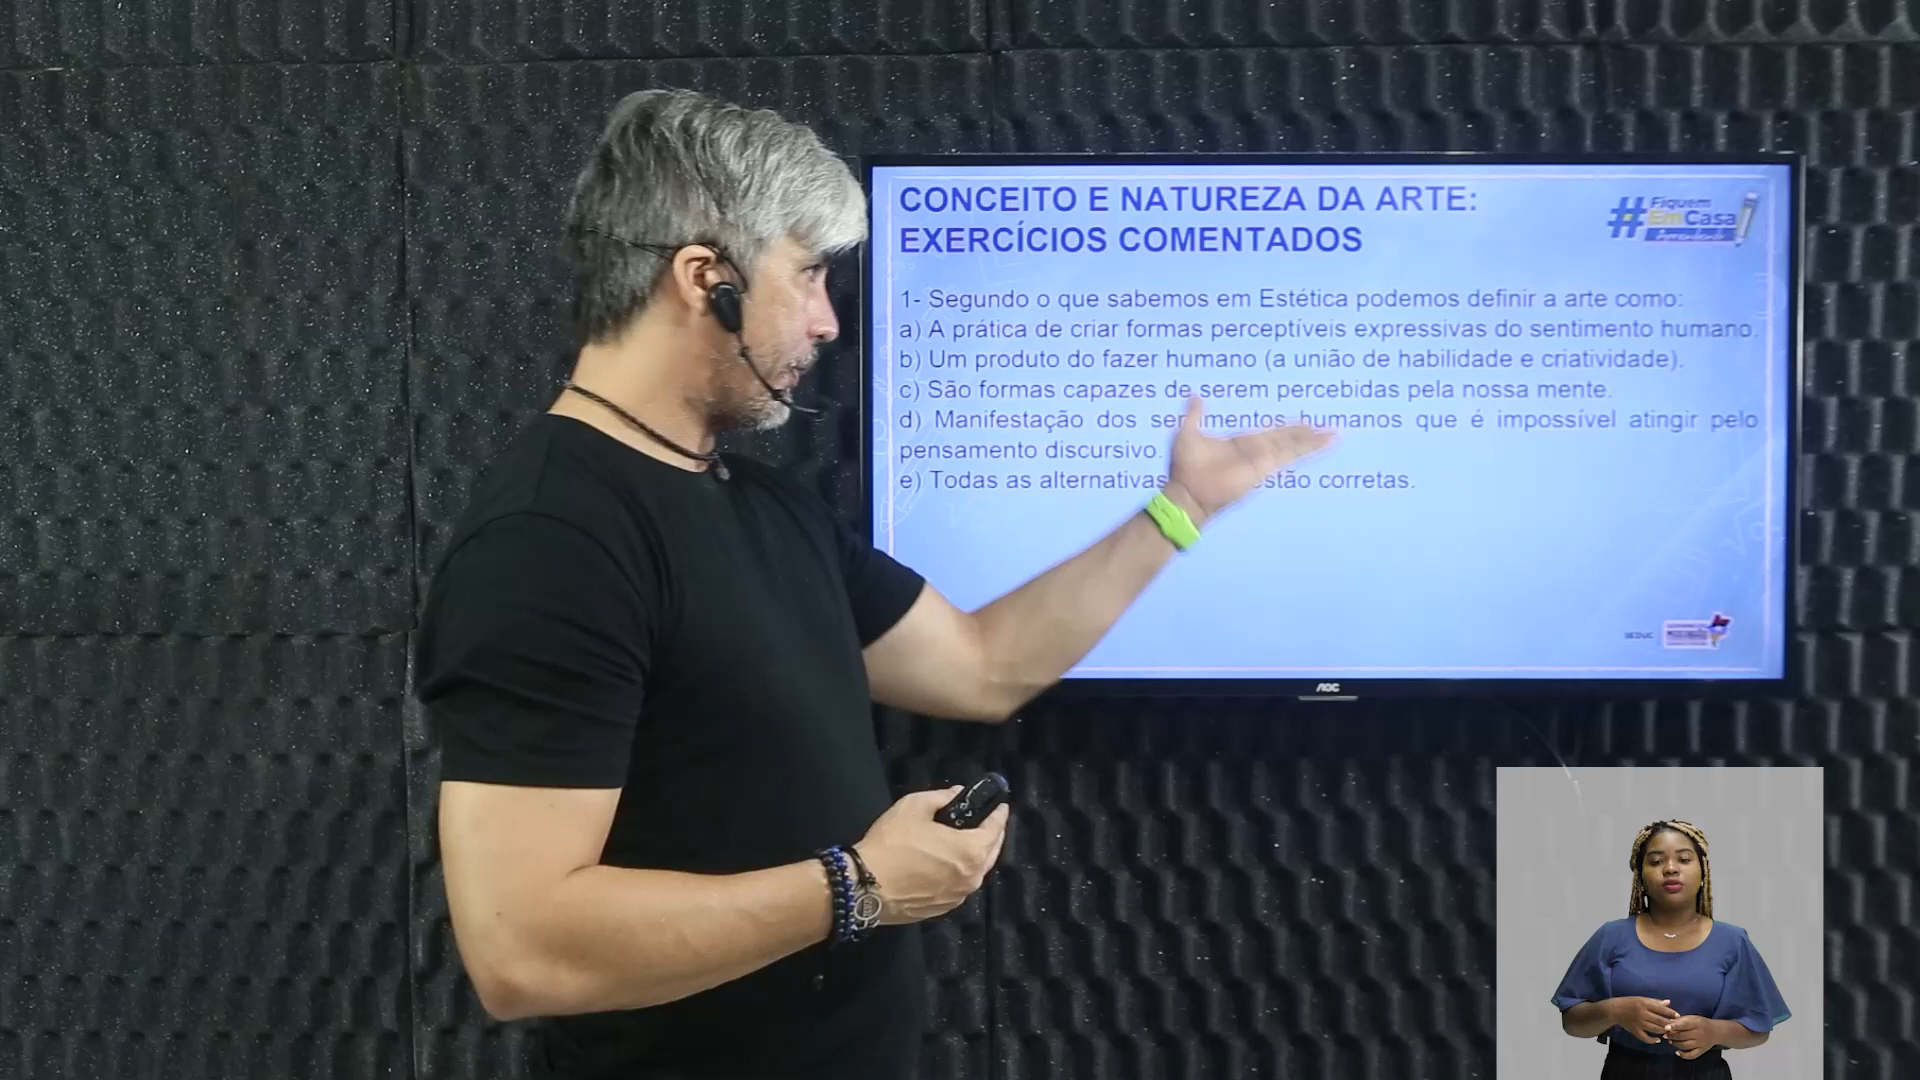 CONCEITO E NATUREZA DA ARTE:
EXERCÍCIOS COMENTADOS
#Fiquem
EmCasa
Aprendendo
1- Segundo o que sabemos em Estética podemos definir a arte como:
a) A prática de criar formas perceptíveis expressivas do sentimento humano.
b) Um produto do fazer humano (a união de habilidade e criatividade).
c) São formas capazes de serem percebidas pela nossa mente.
d) Manifestação dos sentimentos humanos que é impossível atingir pelo
pensamento discursivo.
e) Todas as alternativas estão corretas.
SEDUC
AOC